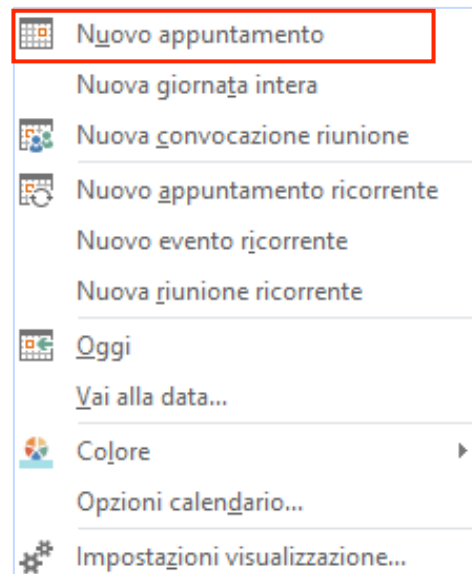 Nuovo appuntamento
Nuova giornata intera
Nuova convocazione riunione
Nuovo appuntamento ricorrente
Nuovo evento ricorrente
Nuova riunione ricorrente
Oggi
Vai alla data...
Colore
Opzioni calendario...
Impostazioni visualizzazione...